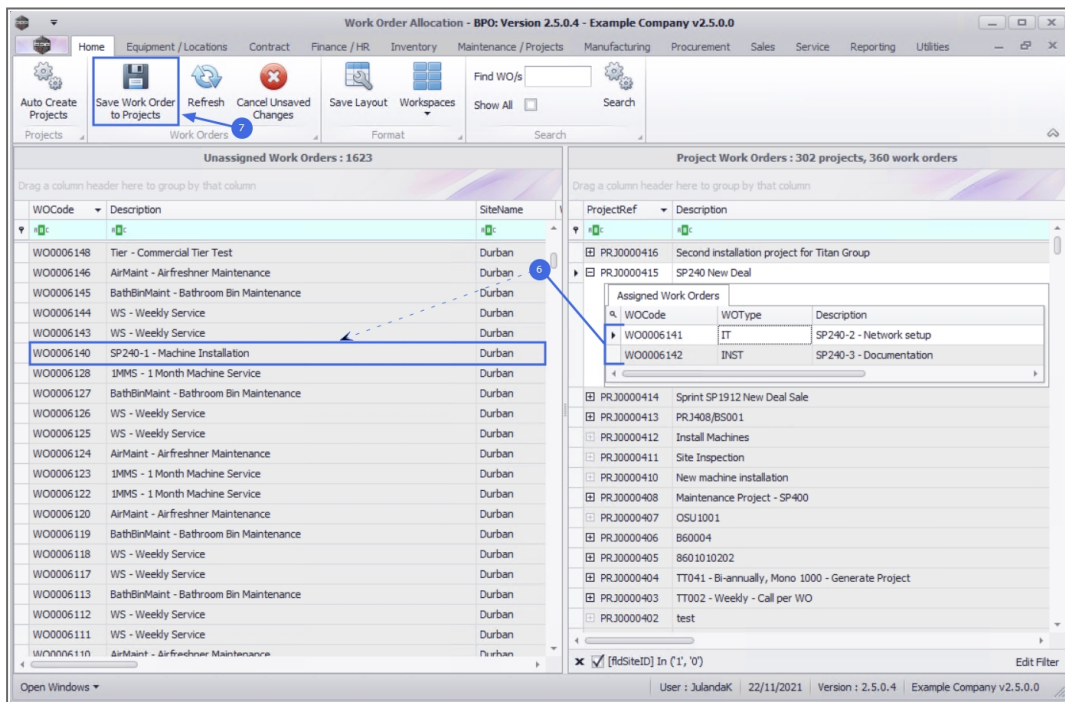 Work Order Allocation - BPO: Version 2.5.0.4 - Example Company v2.5.0.0
Home Equipment / Locations Contract Finance / HR Inventory Maintenance / Projects Manufacturing Procurement Sales Service Reporting Utilities
Auto Create Projects
Save Work Order to Projects
Refresh
Cancel Unsaved Changes
Save Layout
Workspaces
Find WO/s
Show All
Search
7
Projects Work Orders Format Search
Unassigned Work Orders : 1623
Drag a column header here to group by that column
WOCode Description SiteName
WO0006148 Tier - Commercial Tier Test Durban
WO0006146 AirMaint - Airfreshner Maintenance Durban
WO0006145 BathBinMaint - Bathroom Bin Maintenance Durban
WO0006144 WS - Weekly Service Durban
WO0006143 WS - Weekly Service Durban
WO0006140 SP240-1 - Machine Installation Durban
WO0006128 1MMS - 1 Month Machine Service Durban
WO0006127 BathBinMaint - Bathroom Bin Maintenance Durban
WO0006126 WS - Weekly Service Durban
WO0006125 WS - Weekly Service Durban
WO0006124 AirMaint - Airfreshner Maintenance Durban
WO0006123 1MMS - 1 Month Machine Service Durban
WO0006122 1MMS - 1 Month Machine Service Durban
WO0006120 AirMaint - Airfreshner Maintenance Durban
WO0006119 BathBinMaint - Bathroom Bin Maintenance Durban
WO0006118 WS - Weekly Service Durban
WO0006117 WS - Weekly Service Durban
WO0006113 BathBinMaint - Bathroom Bin Maintenance Durban
WO0006112 WS - Weekly Service Durban
WO0006111 WS - Weekly Service Durban
WO0006110 AirMaint - Airfreshner Maintenance Durban
6
Project Work Orders : 302 projects, 360 work orders
Drag a column header here to group by that column
ProjectRef Description
PRJ0000416 Second installation project for Titan Group
PRJ0000415 SP240 New Deal
Assigned Work Orders
WOCode WOType Description
WO0006141 IT SP240-2 - Network setup
WO0006142 INST SP240-3 - Documentation
PRJ0000414 Sprint SP1912 New Deal Sale
PRJ0000413 PRJ408/BS001
PRJ0000412 Install Machines
PRJ0000411 Site Inspection
PRJ0000410 New machine installation
PRJ0000408 Maintenance Project - SP400
PRJ0000407 OSU1001
PRJ0000406 B60004
PRJ0000405 8601010202
PRJ0000404 TT041 - Bi-annually, Mono 1000 - Generate Project
PRJ0000403 TT002 - Weekly - Call per WO
PRJ0000402 test
[fldSiteID] In ('1', '0') Edit Filter
Open Windows User : JulandaK 22/11/2021 Version : 2.5.0.4 Example Company v2.5.0.0